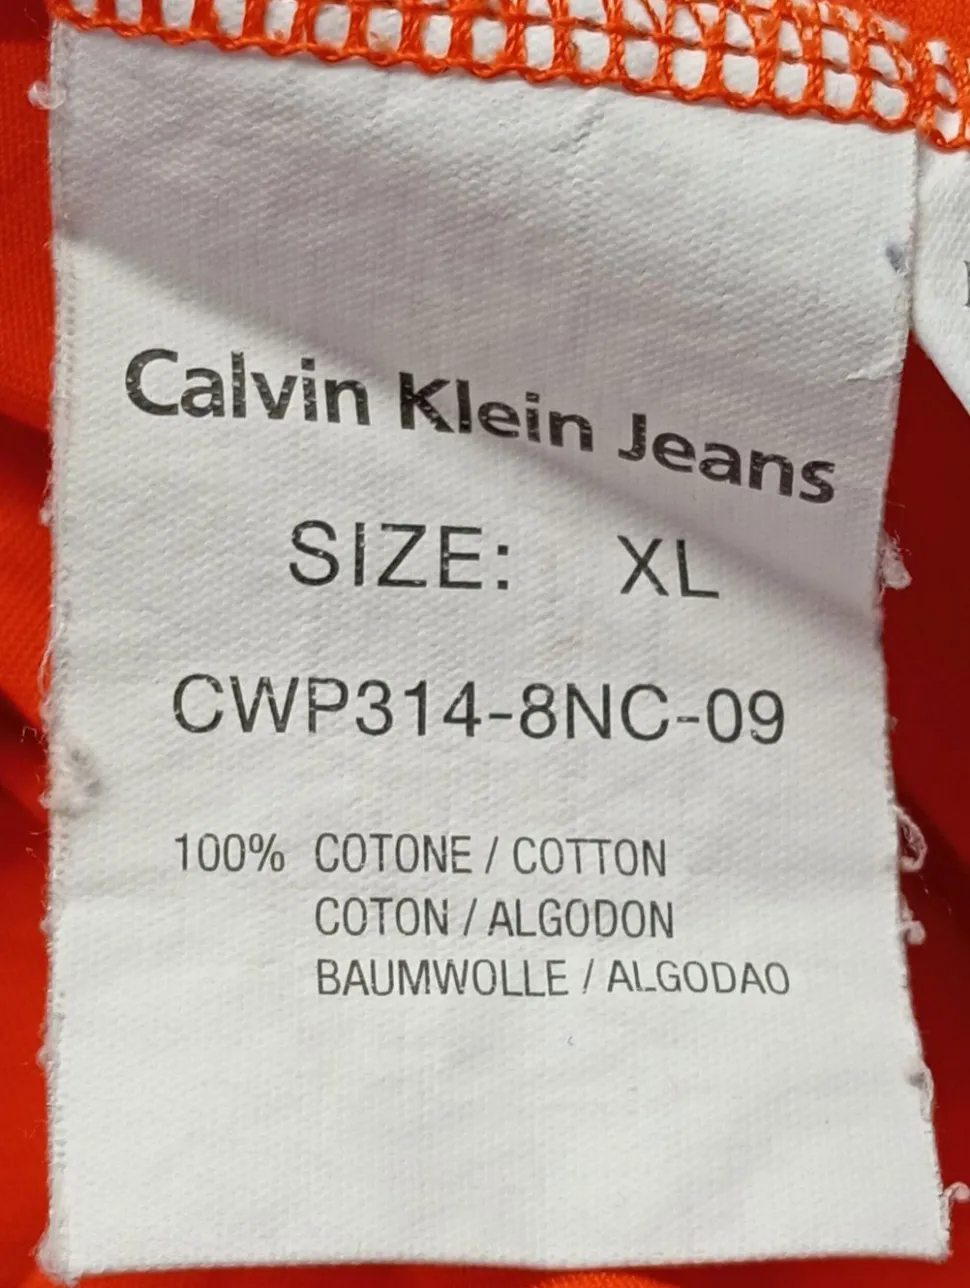 Calvin Klein Jeans
SIZE: XL
CWP314-8NC-09
100% COTONE / COTTON
COTON / ALGODON
BAUMWOLLE / ALGODAO